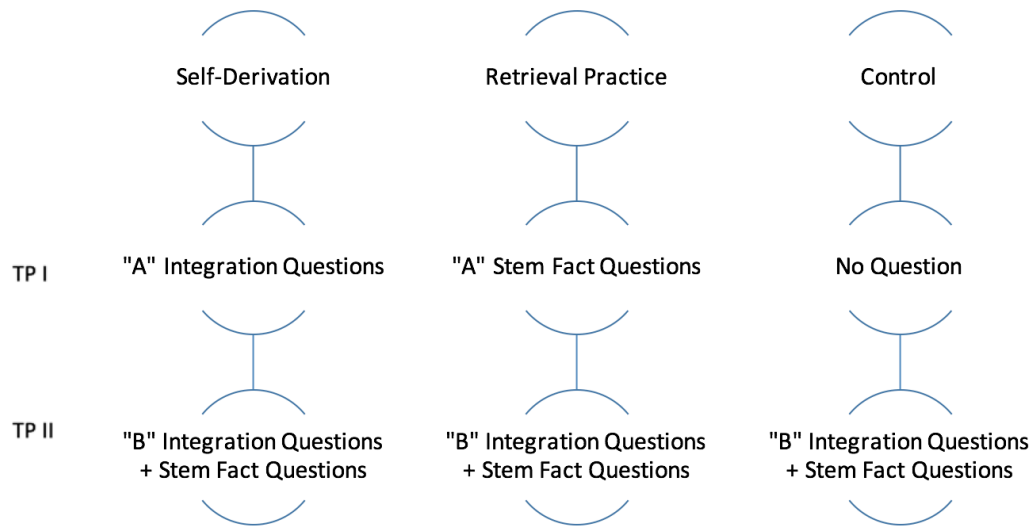 Self-Derivation
Retrieval Practice
Control
TP I
"A" Integration Questions
"A" Stem Fact Questions
No Question
TP II
"B" Integration Questions
+ Stem Fact Questions
"B" Integration Questions
+ Stem Fact Questions
"B" Integration Questions
+ Stem Fact Questions